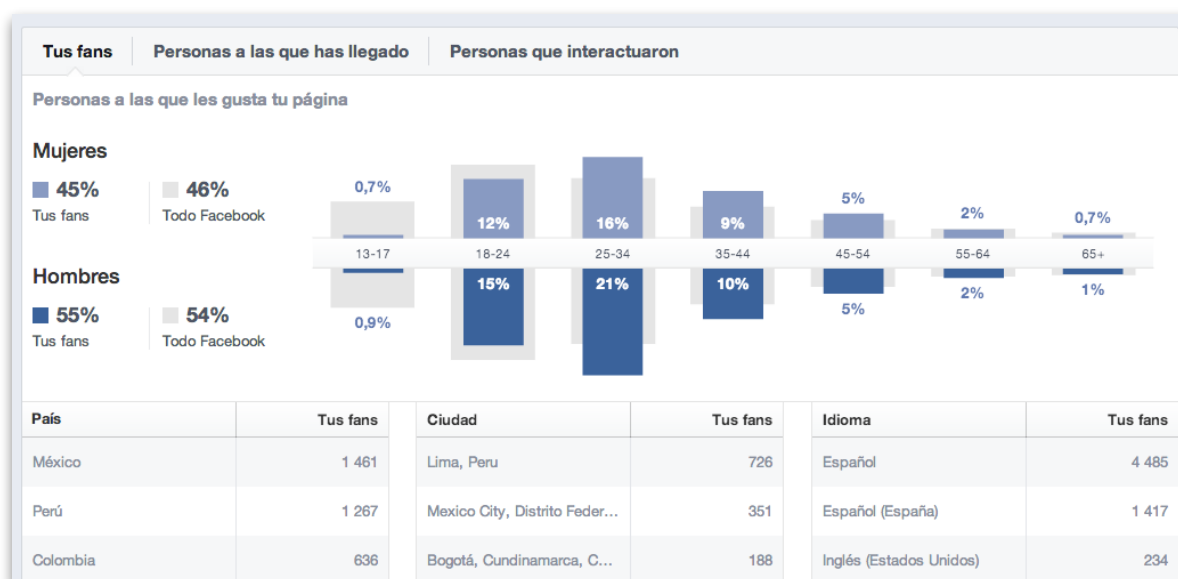 Tus fans Personas a las que has llegado Personas que interactuaron
Personas a las que les gusta tu página
Mujeres
45% 46%
Tus fans Todo Facebook
0,7% 12% 16% 9% 5% 2% 0,7%
13-17 18-24 25-34 35-44 45-54 55-64 65+
Hombres
55% 54%
Tus fans Todo Facebook
0,9% 15% 21% 10% 5% 2% 1%
País Tus fans Ciudad Tus fans Idioma Tus fans
México 1 461 Lima, Peru 726 Español 4 485
Perú 1 267 Mexico City, Distrito Feder... 351 Español (España) 1 417
Colombia 636 Bogotá, Cundinamarca, C... 188 Inglés (Estados Unidos) 234